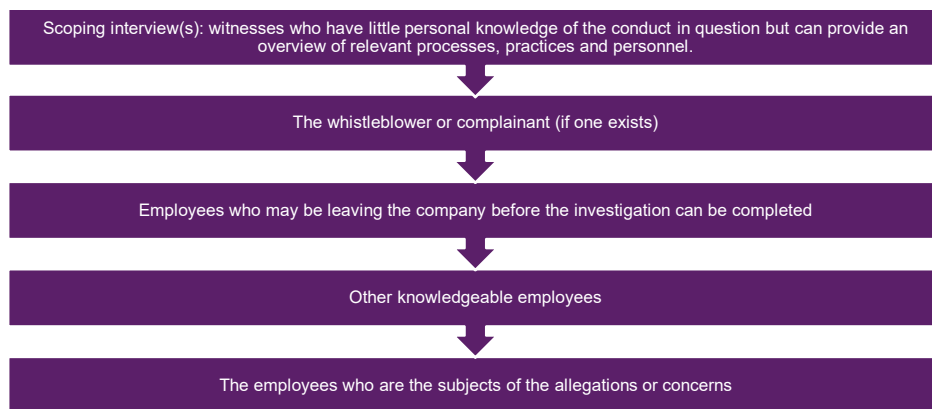 Scoping interview(s): witnesses who have little personal knowledge of the conduct in question but can provide an
overview of relevant processes, practices and personnel.
The whistleblower or complainant (if one exists)
Employees who may be leaving the company before the investigation can be completed
Other knowledgeable employees
The employees who are the subjects of the allegations or concerns